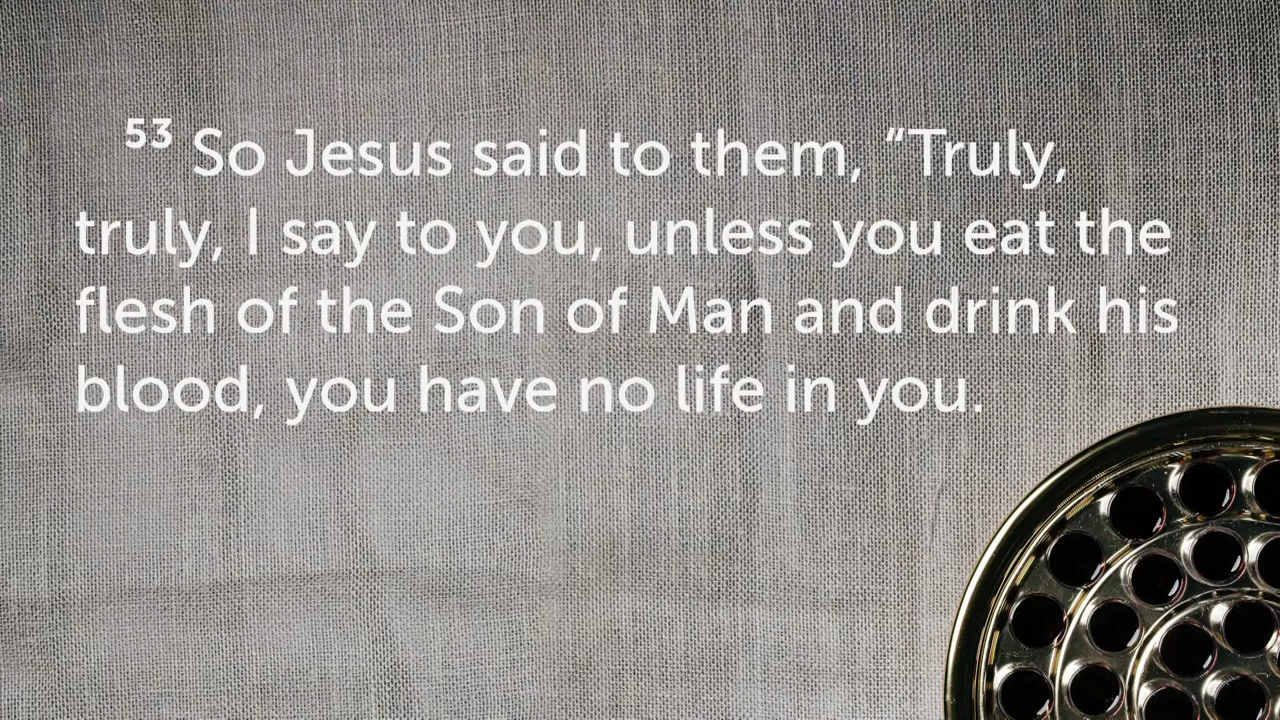 53 So Jesus said to them, “Truly,
truly, I say to you, unless you eat the
flesh of the Son of Man and drink his
blood, you have no life in you.